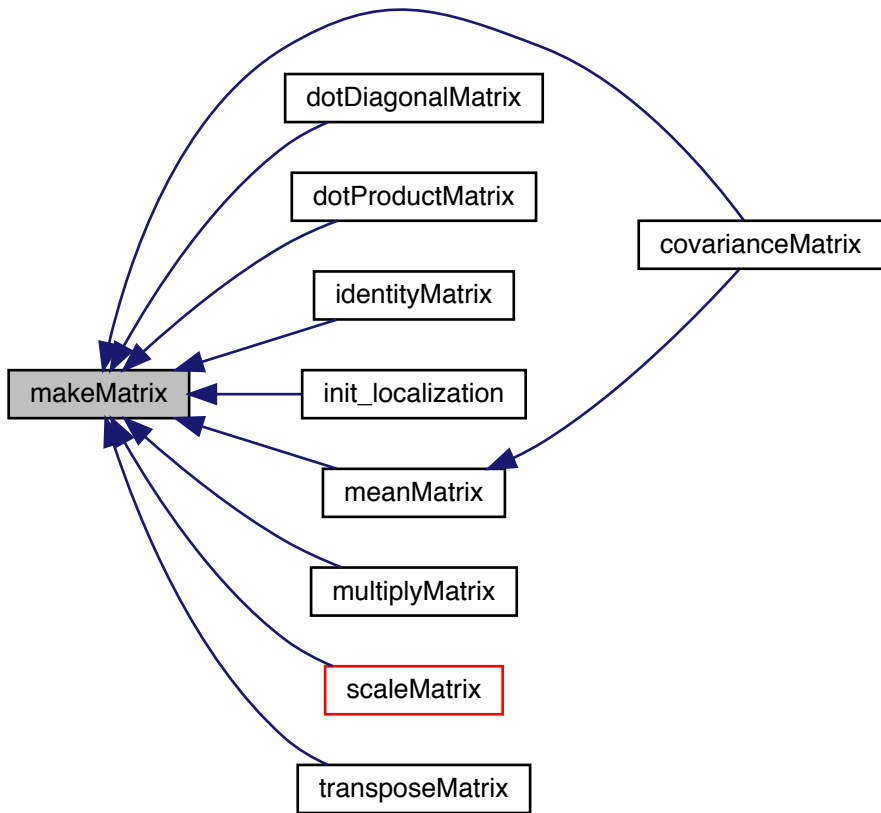 dotDiagonalMatrix
dotProductMatrix
covarianceMatrix
identityMatrix
makeMatrix
init_localization
meanMatrix
multiplyMatrix
scaleMatrix
transposeMatrix